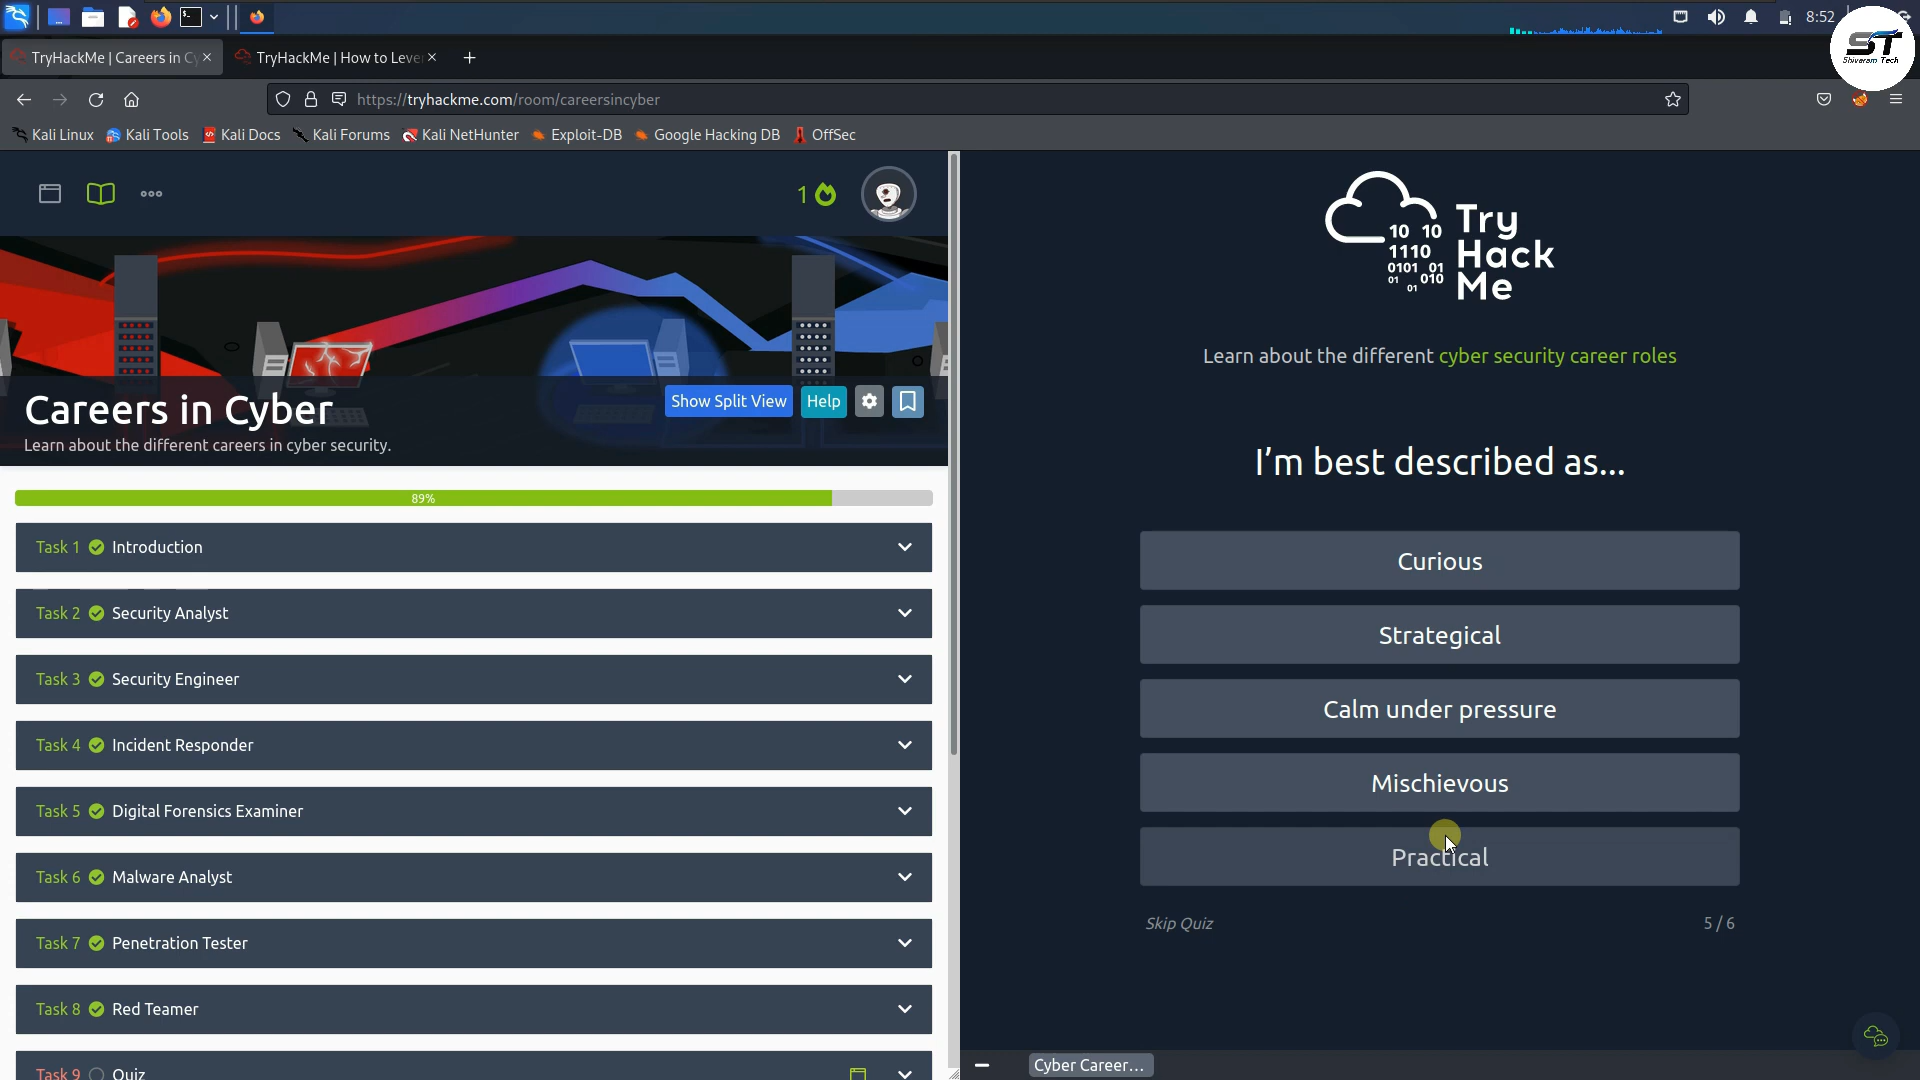 8:52
ST
Shivaram Tech
TryHackMe | Careers in Cy
TryHackMe | How to Lever
https://tryhackme.com/room/careersincyber
Kali Linux
Kali Tools
Kali Docs
Kali Forums
Kali NetHunter
Exploit-DB
Google Hacking DB
OffSec
1
Careers in Cyber
Learn about the different careers in cyber security.
Show Split View
Help
89%
Task 1 Introduction
Task 2 Security Analyst
Task 3 Security Engineer
Task 4 Incident Responder
Task 5 Digital Forensics Examiner
Task 6 Malware Analyst
Task 7 Penetration Tester
Task 8 Red Teamer
Task 9 Quiz
10 10
1110
0101 01
01 010
01
Try
Hack
Me
Learn about the different cyber security career roles
I’m best described as...
Curious
Strategical
Calm under pressure
Mischievous
Practical
Skip Quiz
5 / 6
Cyber Career...